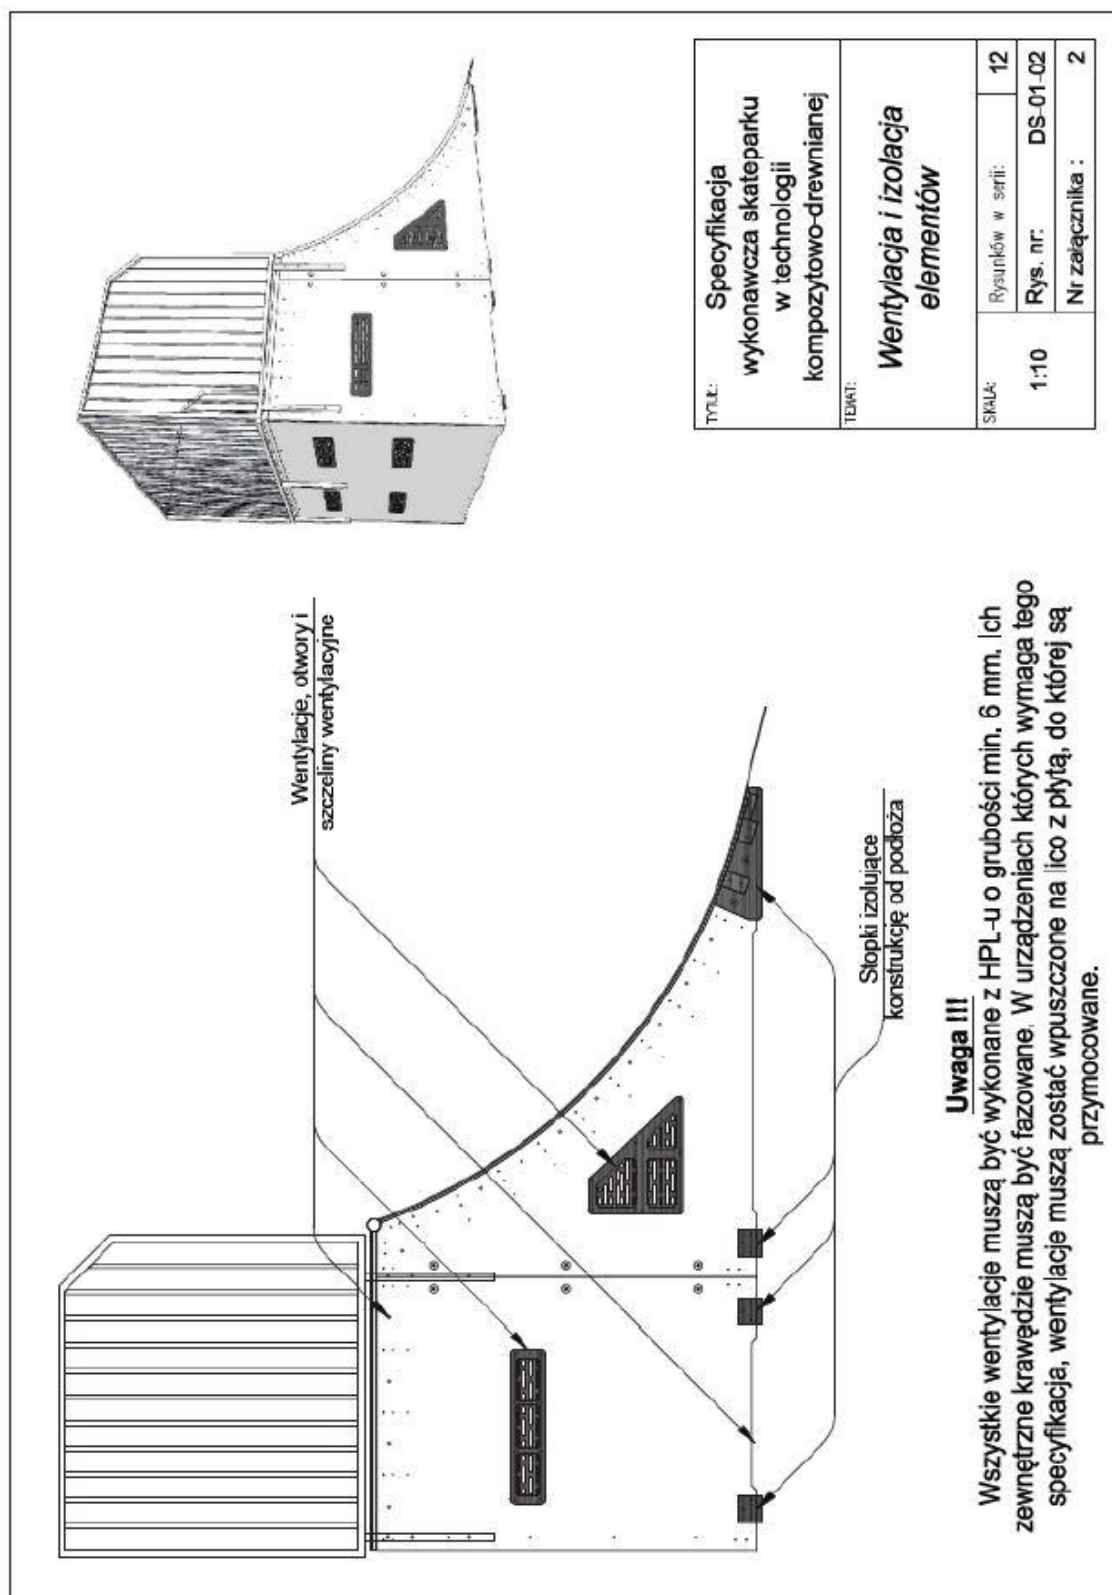 Wentylacje, otwory i
szczeliny wentylacyjne
Stopki izolujące
konstrukcję od podłoża
Uwaga !!!
Wszystkie wentylacje muszą być wykonane z HPL-u o grubości min. 6 mm. Ich
zewnętrzne krawędzie muszą być fazowane. W urządzeniach których wymaga tego
specyfikacja, wentylacje muszą zostać wpuszczone na lico z płytą, do której są
przymocowane.
TYTUŁ:
Specyfikacja
wykonawcza skateparku
w technologii
kompozytowo-drewnianej
TEMAT:
Wentylacja i izolacja
elementów
SKALA:
1:10
Rysunków w serii: 12
Rys. nr: DS-01-02
Nr załącznika : 2